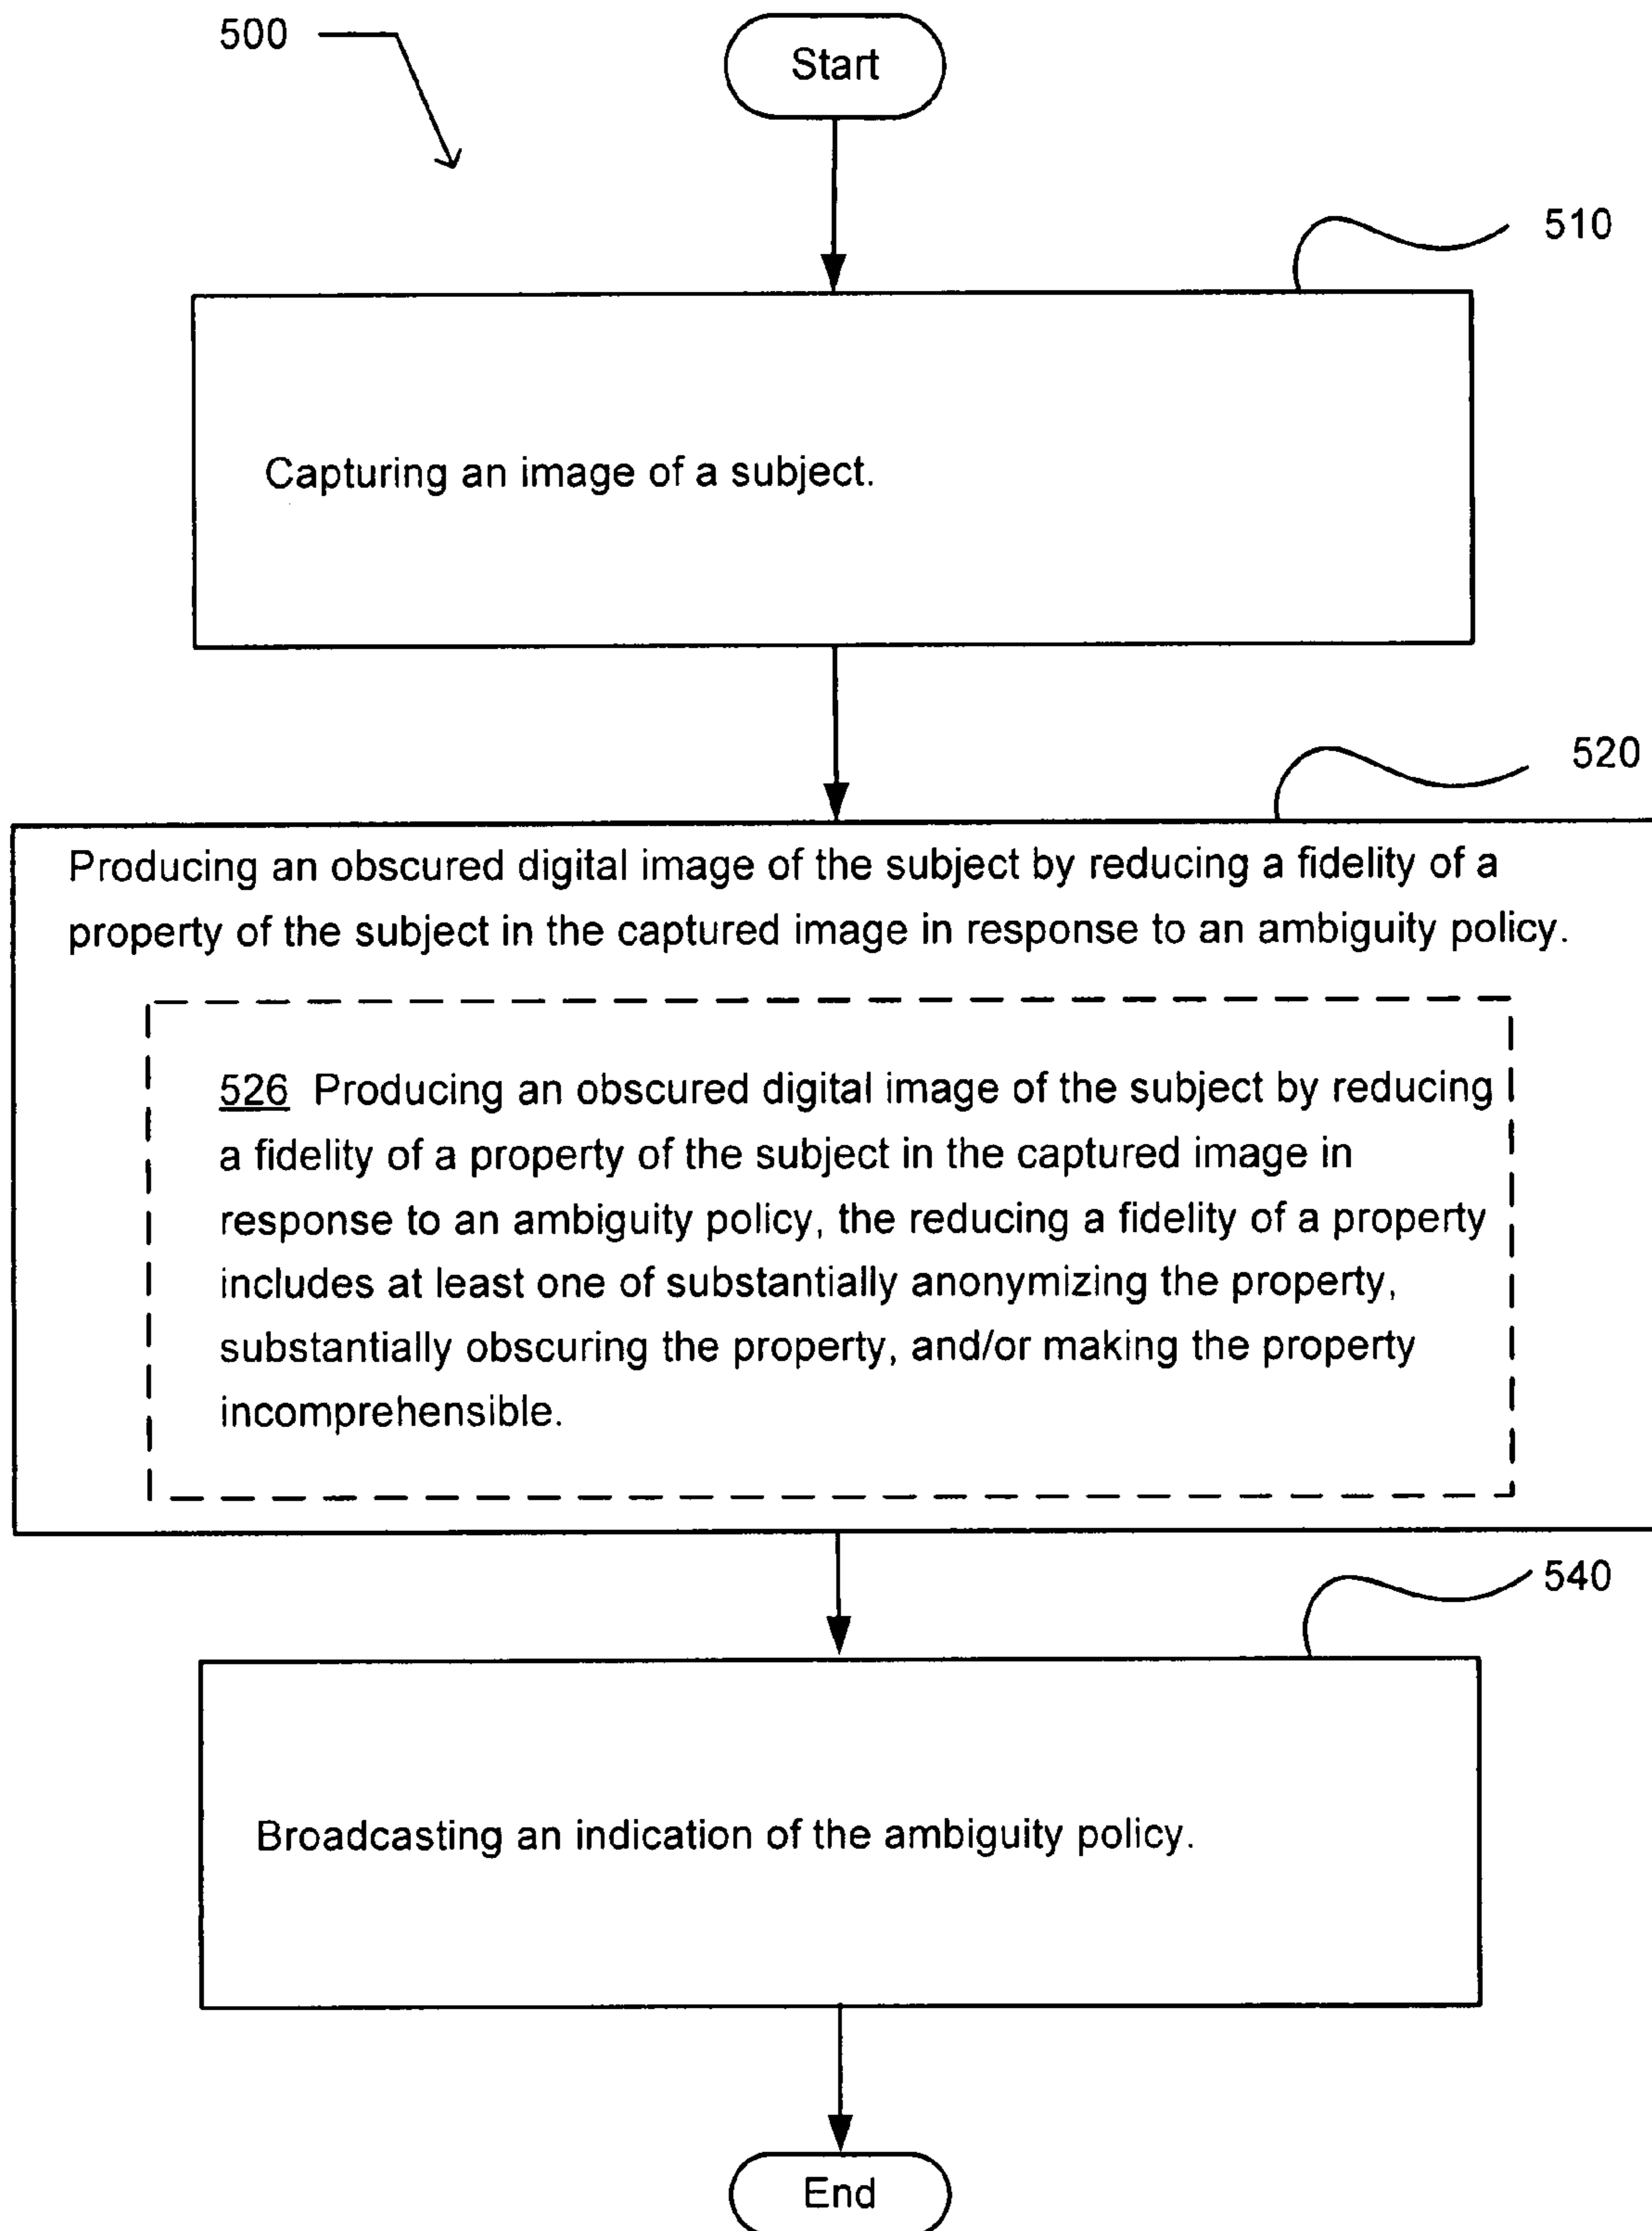 500
Start
510
Capturing an image of a subject.
520
Producing an obscured digital image of the subject by reducing a fidelity of a
property of the subject in the captured image in response to an ambiguity policy.
526 Producing an obscured digital image of the subject by reducing
a fidelity of a property of the subject in the captured image in
response to an ambiguity policy, the reducing a fidelity of a property
includes at least one of substantially anonymizing the property,
substantially obscuring the property, and/or making the property
incomprehensible.
540
Broadcasting an indication of the ambiguity policy.
End